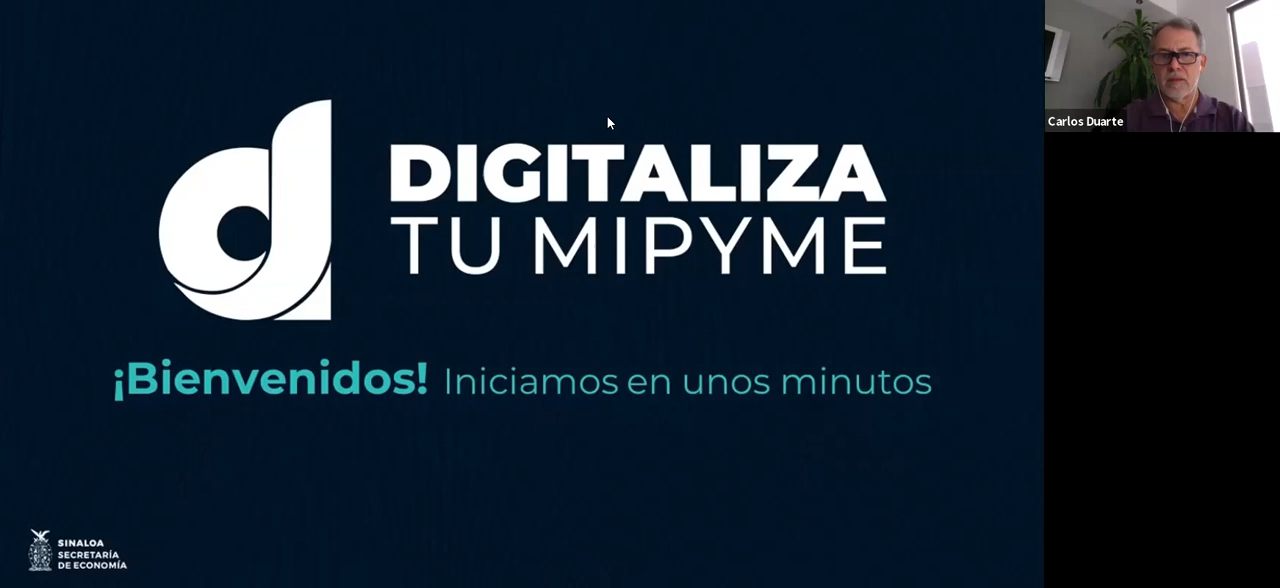 DIGITALIZA
TU MIPYME
¡Bienvenidos! Iniciamos en unos minutos
SINALOA
SECRETARÍA
DE ECONOMÍA
Carlos Duarte